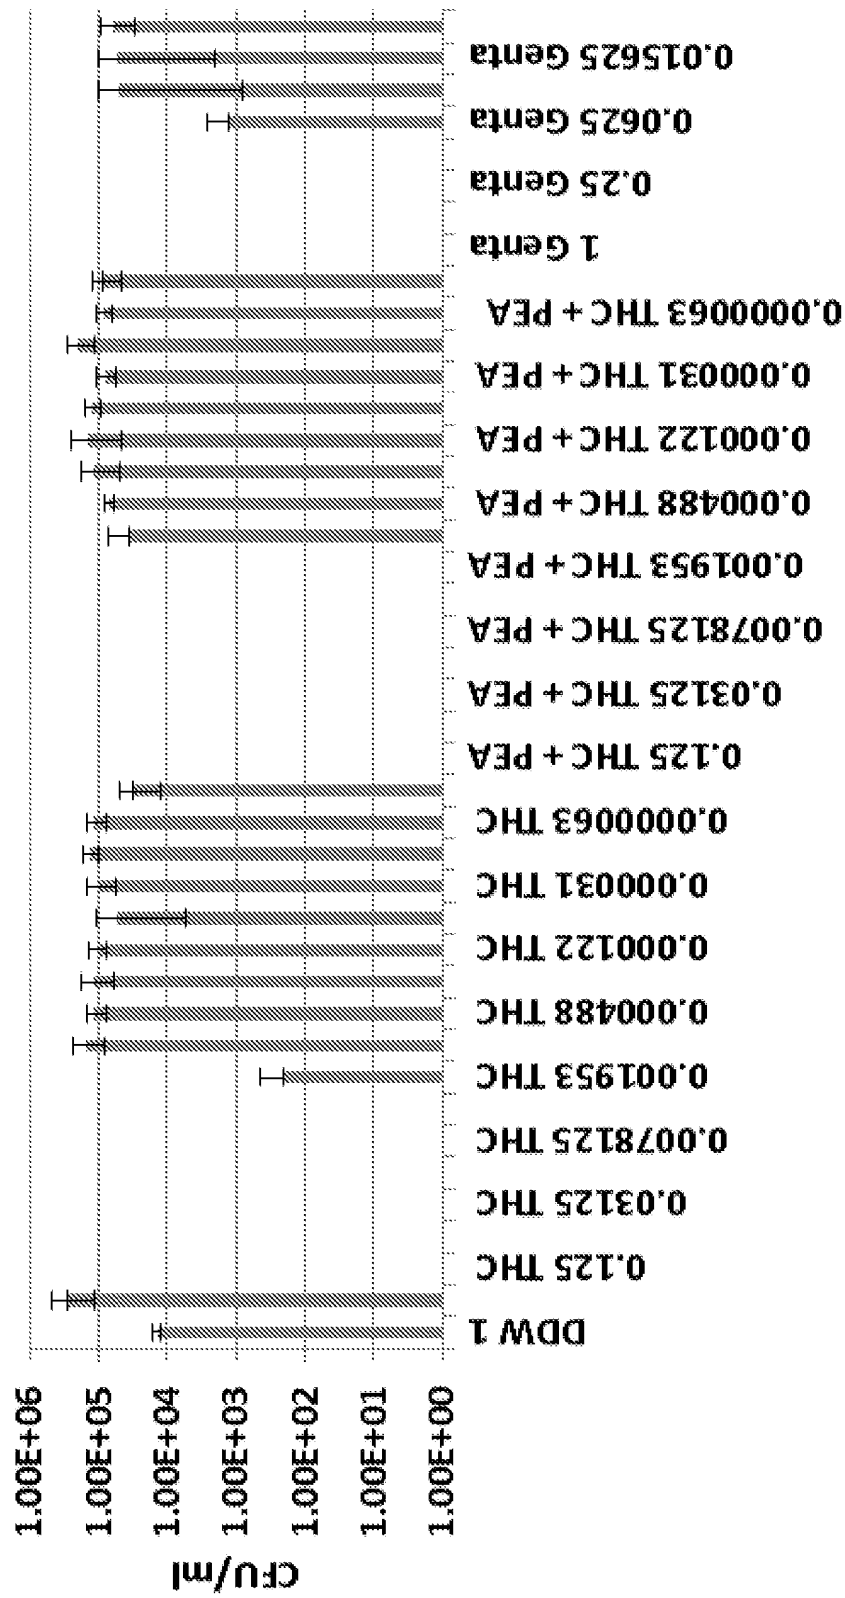 CFU/ml
1.00E+06
1.00E+05
1.00E+04
1.00E+03
1.00E+02
1.00E+01
1.00E+00
DDW 1
0.125 THC
0.03125 THC
0.0078125 THC
0.001953 THC
0.000488 THC
0.000122 THC
0.000031 THC
0.0000063 THC
0.125 THC + PEA
0.03125 THC + PEA
0.0078125 THC + PEA
0.001953 THC + PEA
0.000488 THC + PEA
0.000122 THC + PEA
0.000031 THC + PEA
0.0000063 THC + PEA
1 Genta
0.25 Genta
0.0625 Genta
0.015625 Genta